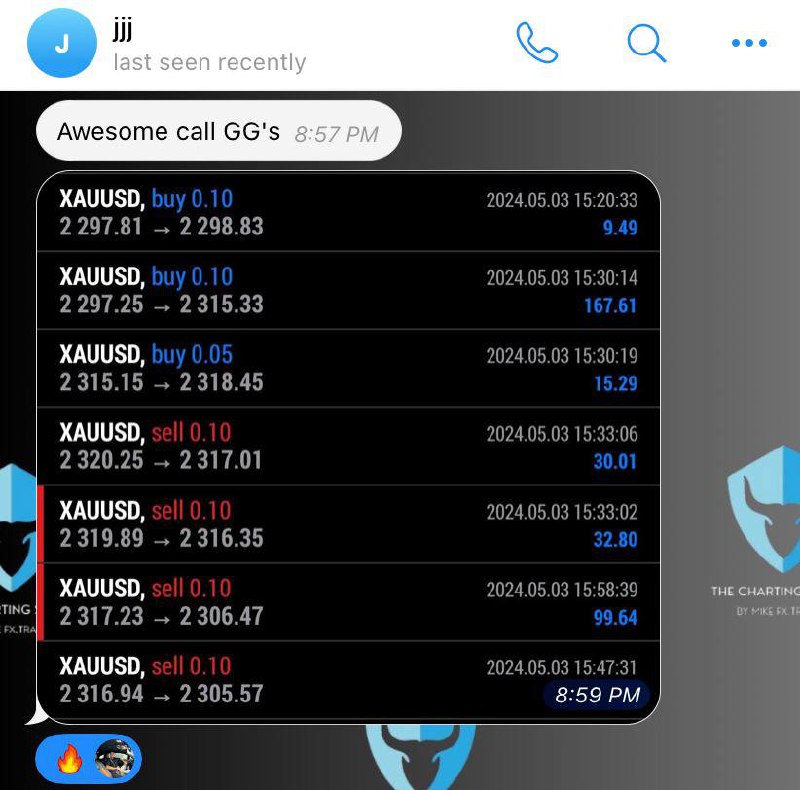 jjj
J
last seen recently
Awesome call GG's 8:57 PM
XAUUSD, buy 0.10 2024.05.03 15:20:33
2 297.81 → 2 298.83 9.49
XAUUSD, buy 0.10 2024.05.03 15:30:14
2 297.25 → 2 315.33 167.61
XAUUSD, buy 0.05 2024.05.03 15:30:19
2 315.15 → 2 318.45 15.29
XAUUSD, sell 0.10 2024.05.03 15:33:06
2 320.25 → 2 317.01 30.01
XAUUSD, sell 0.10 2024.05.03 15:33:02
2 319.89 → 2 316.35 32.80
XAUUSD, sell 0.10 2024.05.03 15:58:39
2 317.23 → 2 306.47 99.64
XAUUSD, sell 0.10 2024.05.03 15:47:31
2 316.94 → 2 305.57 8:59 PM
THE CHARTING
BY MIKE FX.TR